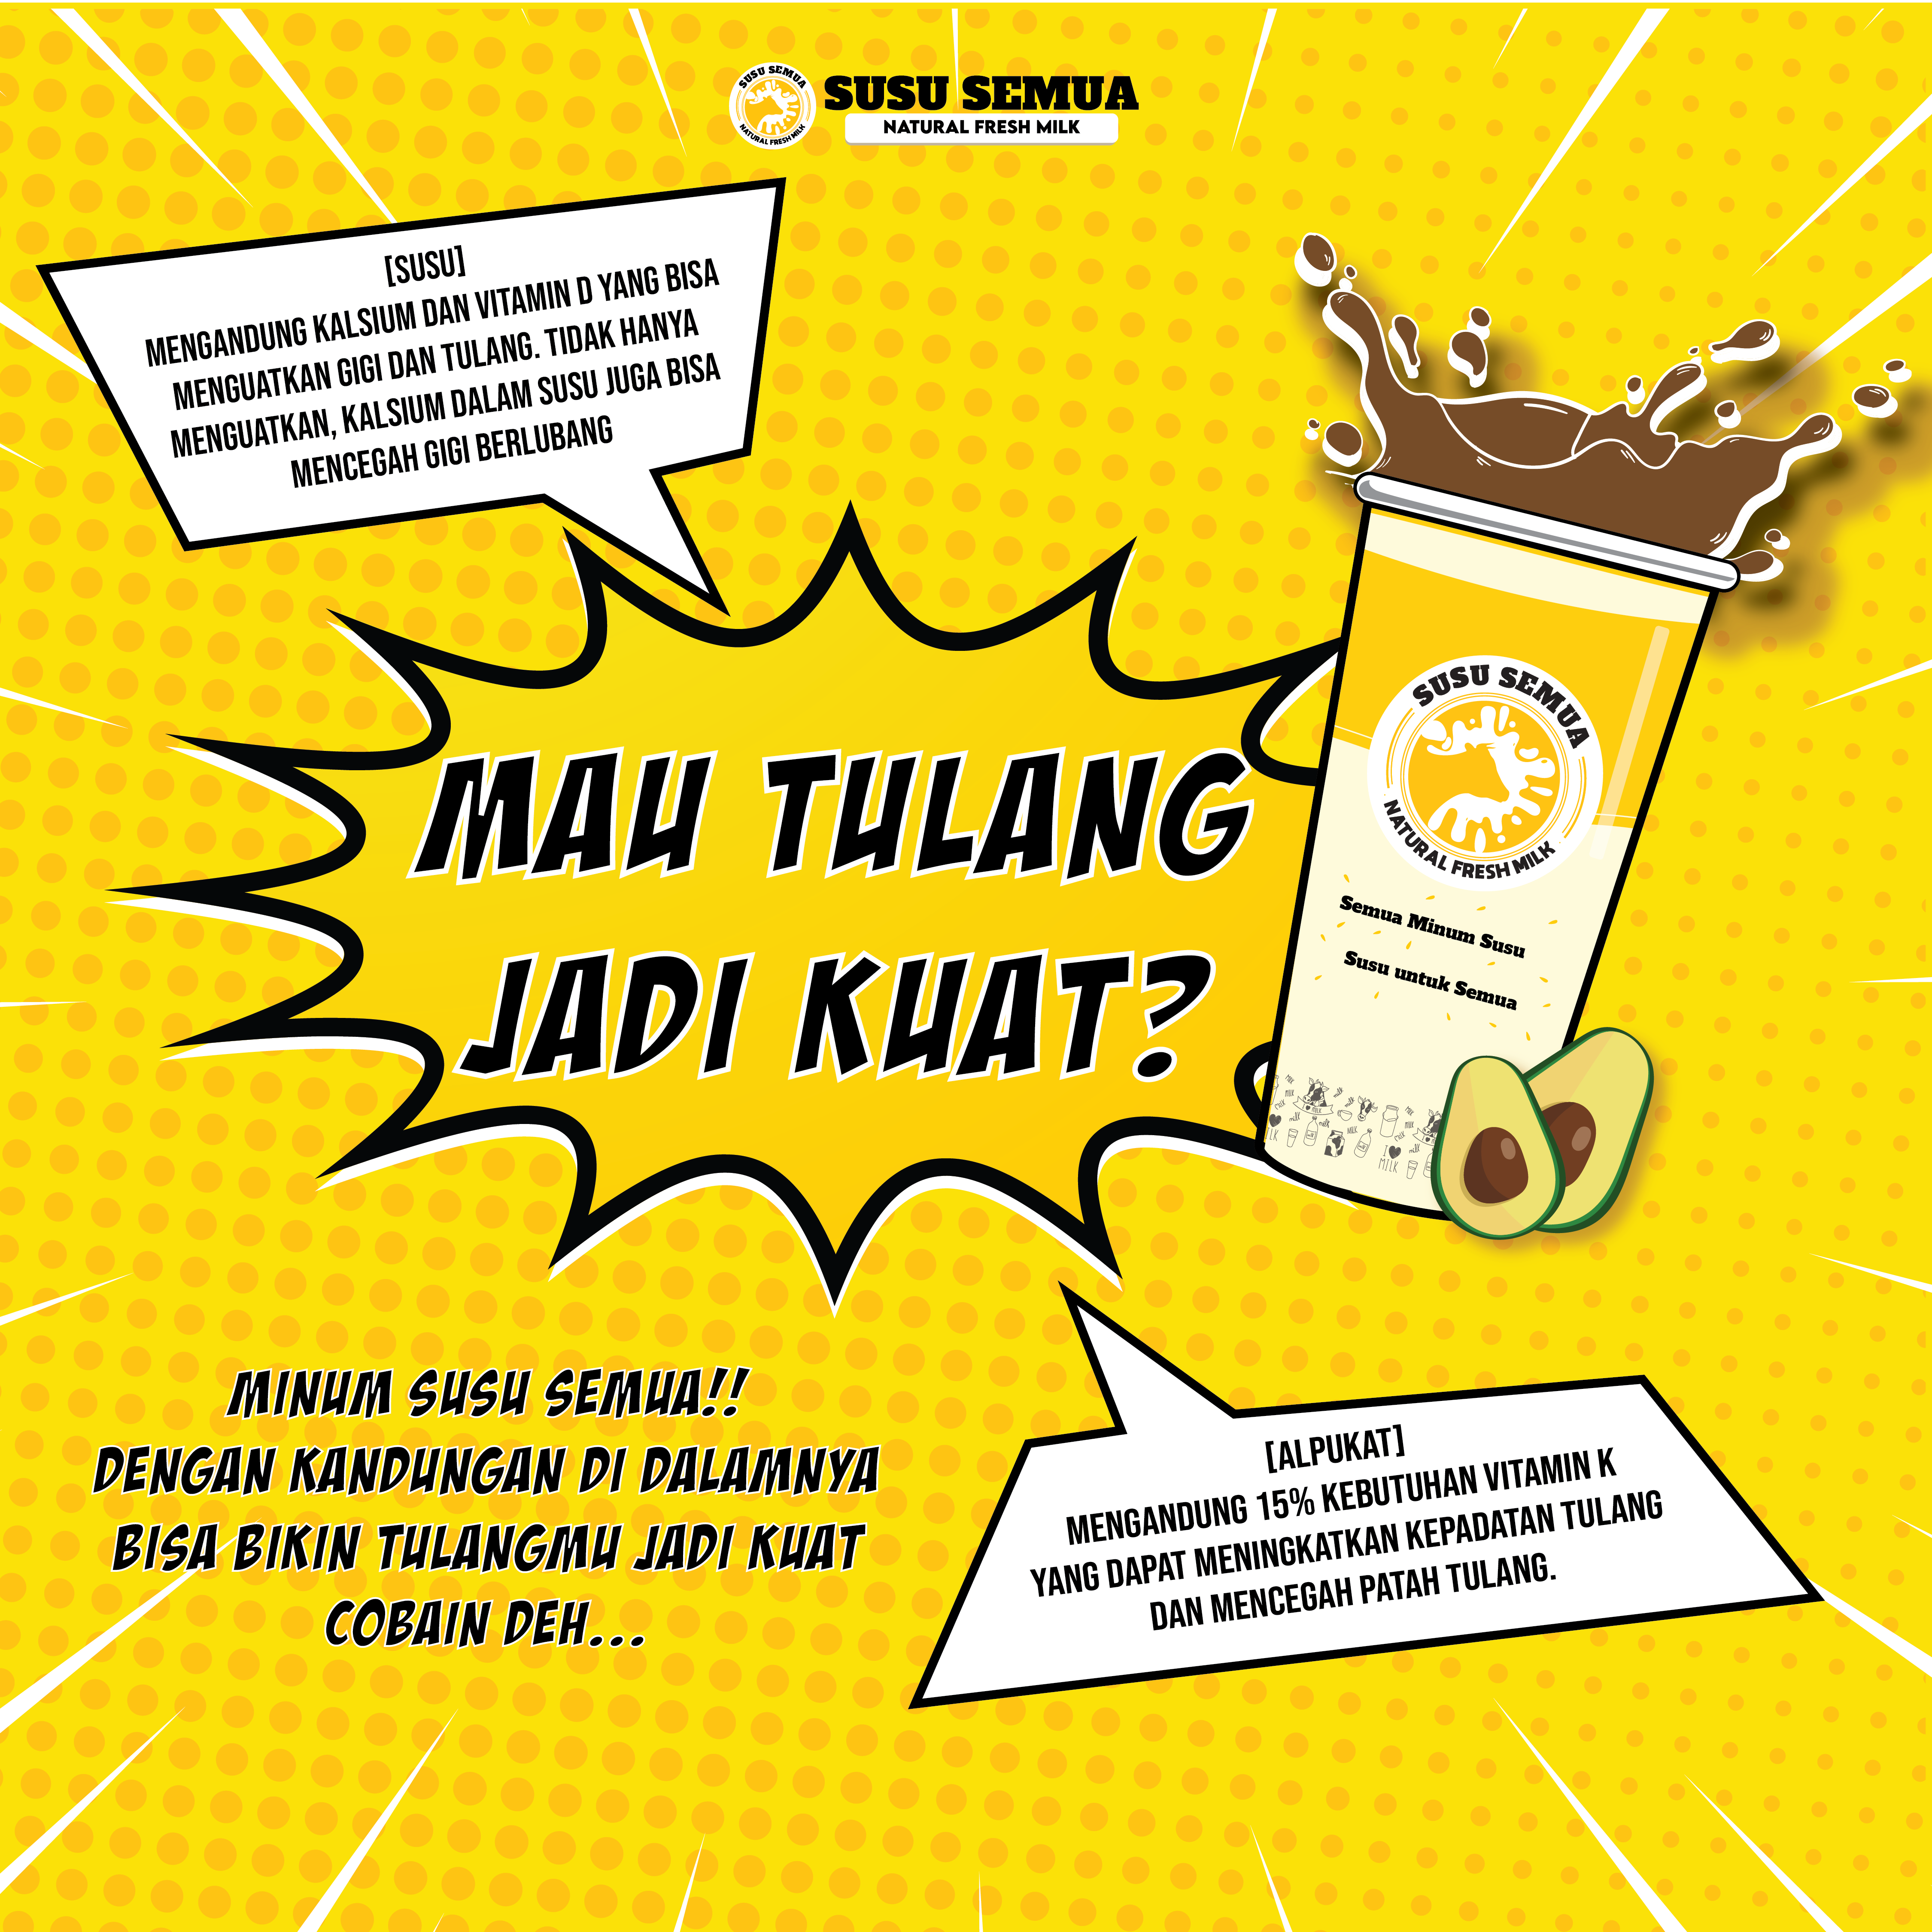 SUSU SEMUA
NATURAL FRESH MILK
SUSU SEMUA
NATURAL FRESH MILK
[SUSU]
MENGANDUNG KALSIUM DAN VITAMIN D YANG BISA
MENGUATKAN GIGI DAN TULANG. TIDAK HANYA
MENGUATKAN, KALSIUM DALAM SUSU JUGA BISA
MENCEGAH GIGI BERLUBANG
MAU TULANG
JADI KUAT?
SUSU SEMUA
NATURAL FRESH MILK
Semua Minum Susu
Susu untuk Semua
I
MILK
MINUM SUSU SEMUA!!
DENGAN KANDUNGAN DI DALAMNYA
BISA BIKIN TULANGMU JADI KUAT
COBAIN DEH...
[ALPUKAT]
MENGANDUNG 15% KEBUTUHAN VITAMIN K
YANG DAPAT MENINGKATKAN KEPADATAN TULANG
DAN MENCEGAH PATAH TULANG.